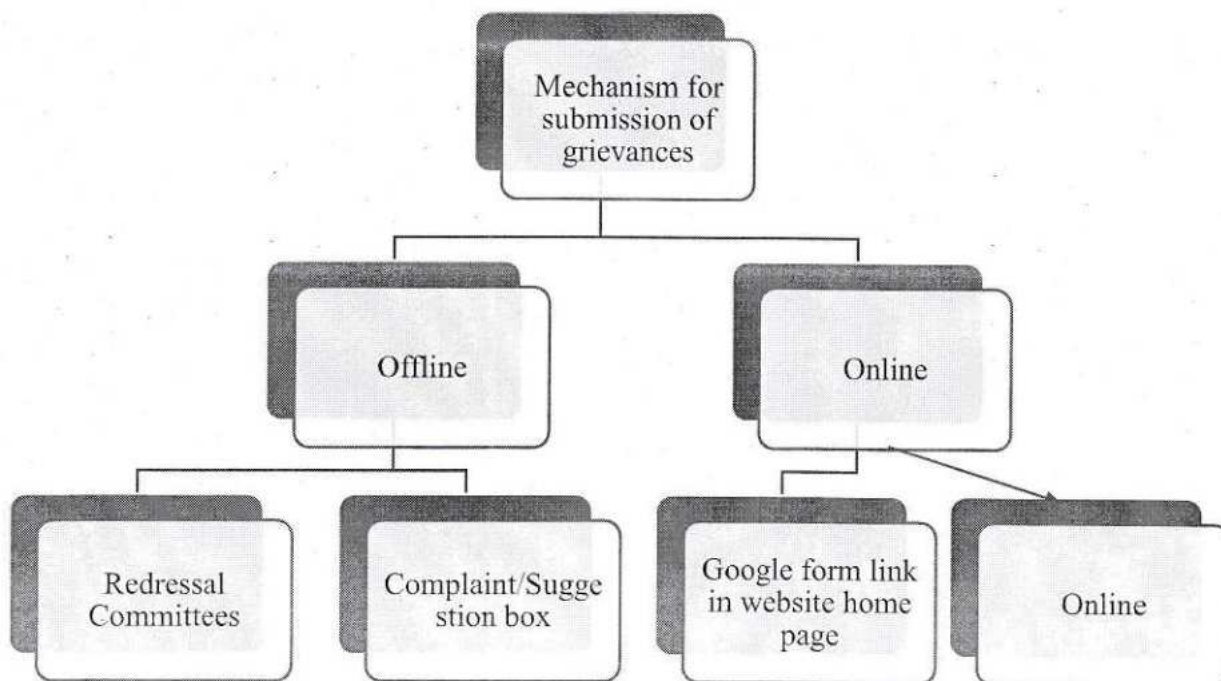 Mechanism for
submission of
grievances
Offline
Online
Redressal
Committees
Complaint/Sugge
stion box
Google form link
in website home
page
Online